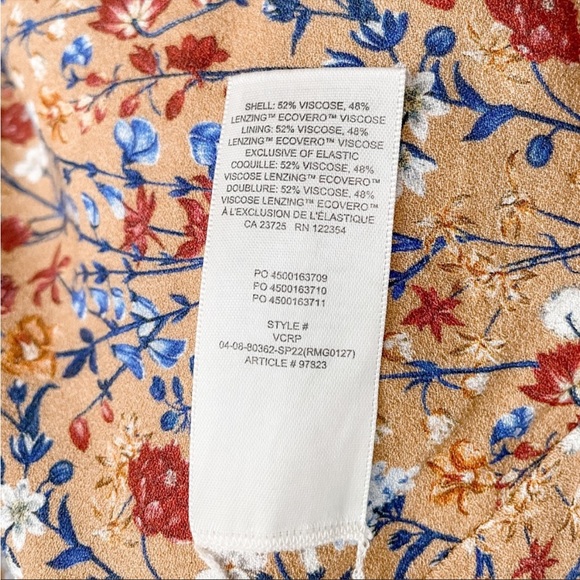 SHELL: 52% VISCOSE, 48%
LENZING™ ECOVERO™ VISCOSE
LINING: 52% VISCOSE, 48%
LENZING™ ECOVERO™ VISCOSE
EXCLUSIVE OF ELASTIC
COQUILLE: 52% VISCOSE, 48%
VISCOSE LENZING™ ECOVERO™
DOUBLURE: 52% VISCOSE, 48%
VISCOSE LENZING™ ECOVERO™
À L'EXCLUSION DE L'ÉLASTIQUE
CA 23725 RN 122354
PO 4500163709
PO 4500163710
PO 4500163711
STYLE #
VCRP
04-08-80362-SP22(RMG0127)
ARTICLE # 97823